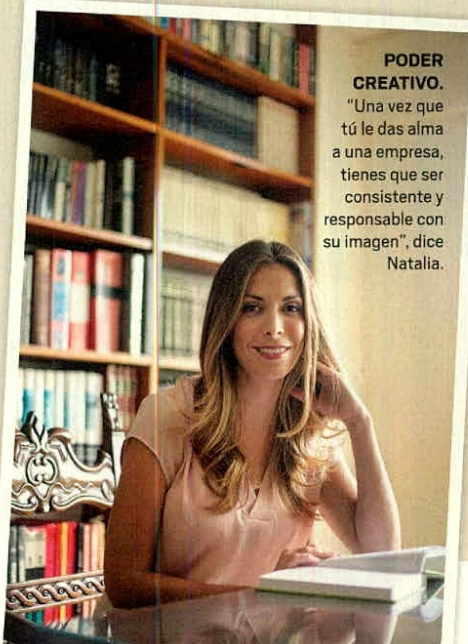 PODER
CREATIVO.
"Una vez que
tú le das alma
a una empresa,
tienes que ser
consistente y
responsable con
su imagen", dice
Natalia.